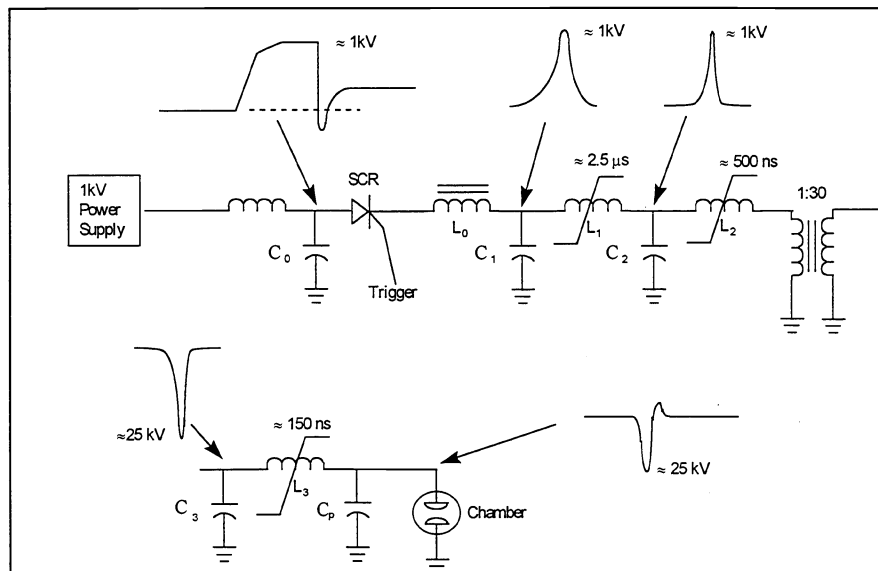 ≈ 1kV
≈ 1kV
≈ 1kV
1kV
Power
Supply
SCR
≈ 2.5 µs
≈ 500 ns
1:30
C0
L0
C1
L1
C2
L2
Trigger
≈25 kV
≈ 150 ns
≈ 25 kV
C3
L3
Cp
Chamber